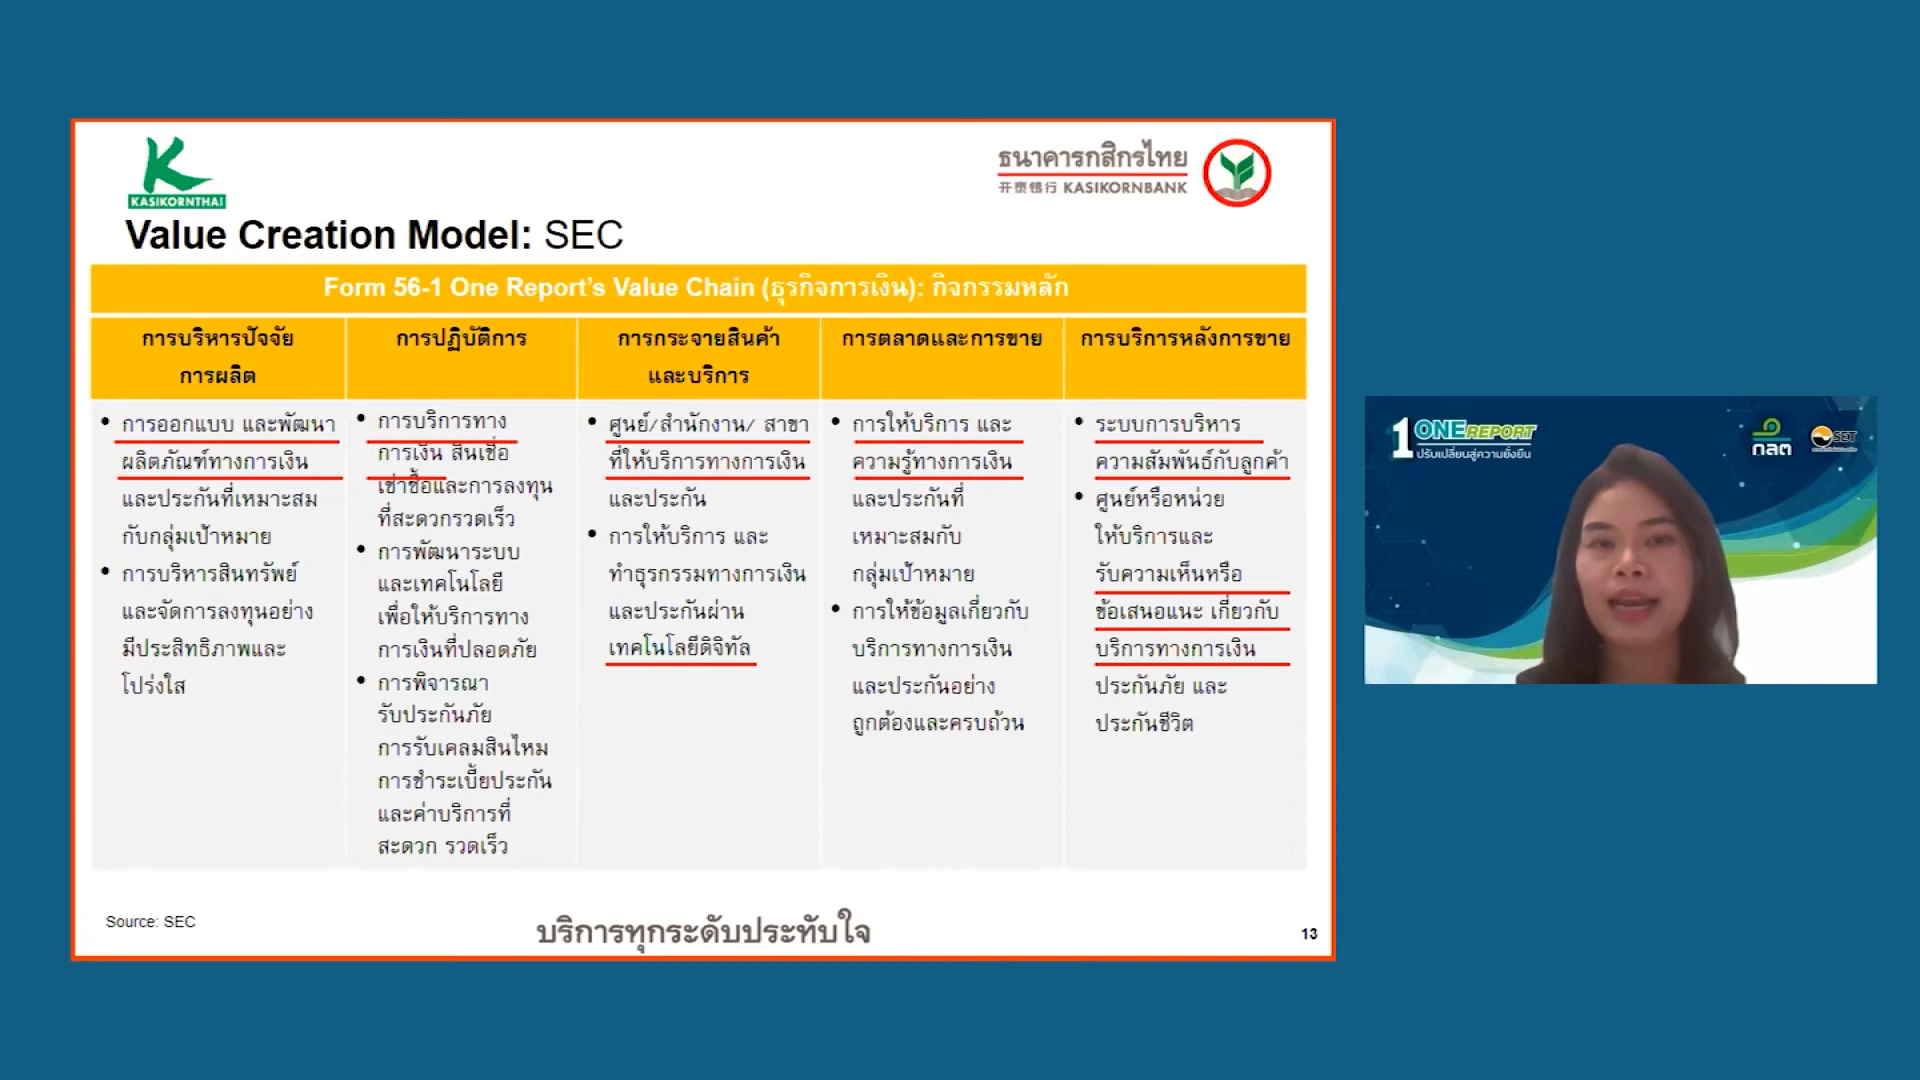 KASIKORNTHAI
ธนาคารกสิกรไทย
开泰银行 KASIKORNBANK
Value Creation Model: SEC
Form 56-1 One Report's Value Chain (ธุรกิจการเงิน): กิจกรรมหลัก
การบริหารปัจจัย
การผลิต
• การออกแบบ และพัฒนา
ผลิตภัณฑ์ทางการเงิน
และประกันที่เหมาะสม
กับกลุ่มเป้าหมาย
• การบริหารสินทรัพย์
และจัดการลงทุนอย่าง
มีประสิทธิภาพและ
โปร่งใส
การปฏิบัติการ
• การบริการทาง
การเงิน สินเชื่อ
เช่าซื้อและการลงทุน
ที่สะดวกรวดเร็ว
• การพัฒนาระบบ
และเทคโนโลยี
เพื่อให้บริการทาง
การเงินที่ปลอดภัย
• การพิจารณา
รับประกันภัย
การรับเคลมสินไหม
การชำระเบี้ยประกัน
และค่าบริการที่
สะดวก รวดเร็ว
การกระจายสินค้า
และบริการ
• ศูนย์/สำนักงาน/ สาขา
ที่ให้บริการทางการเงิน
และประกัน
• การให้บริการ และ
ทำธุรกรรมทางการเงิน
และประกันผ่าน
เทคโนโลยีดิจิทัล
การตลาดและการขาย
• การให้บริการ และ
ความรู้ทางการเงิน
และประกันที่
เหมาะสมกับ
กลุ่มเป้าหมาย
• การให้ข้อมูลเกี่ยวกับ
บริการทางการเงิน
และประกันอย่าง
ถูกต้องและครบถ้วน
การบริการหลังการขาย
• ระบบการบริหาร
ความสัมพันธ์กับลูกค้า
• ศูนย์หรือหน่วย
ให้บริการและ
รับความเห็นหรือ
ข้อเสนอแนะ เกี่ยวกับ
บริการทางการเงิน
ประกันภัย และ
ประกันชีวิต
Source: SEC
บริการทุกระดับประทับใจ
13
1 ONE REPORT
ปรับเปลี่ยนสู่ความยั่งยืน
กลต
SET